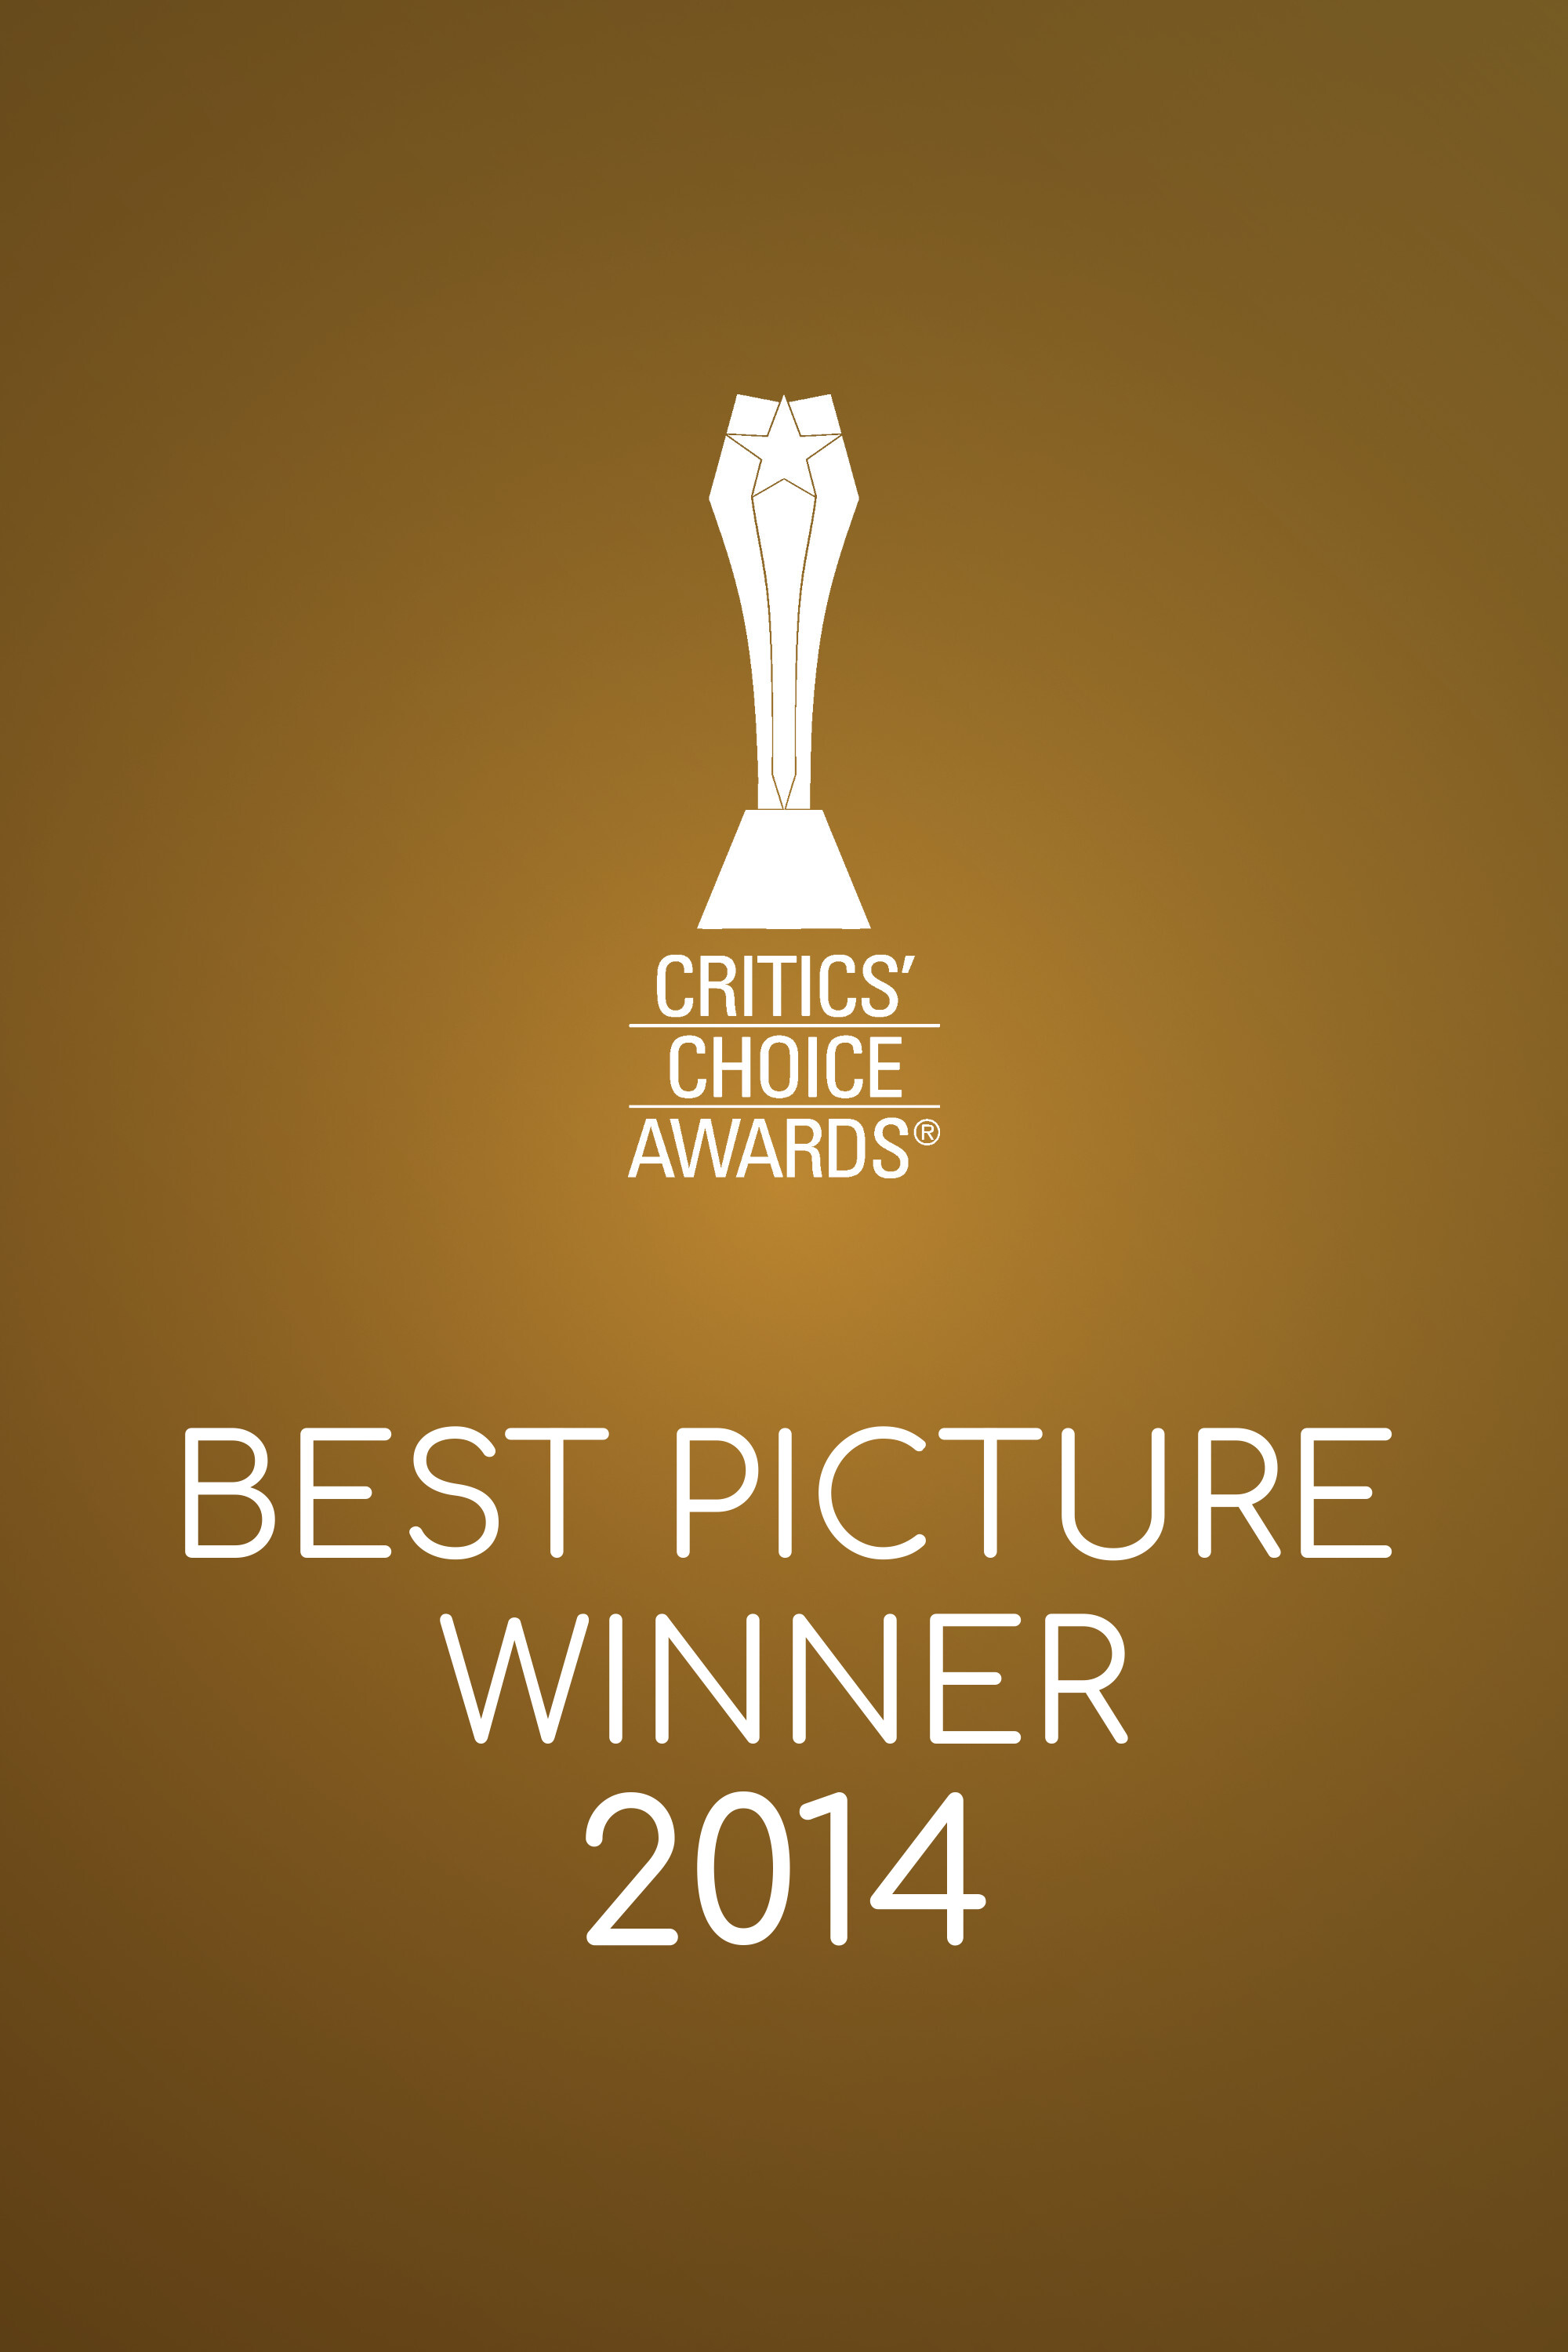 CRITICS'
CHOICE
AWARDS®
BEST PICTURE
WINNER
2014